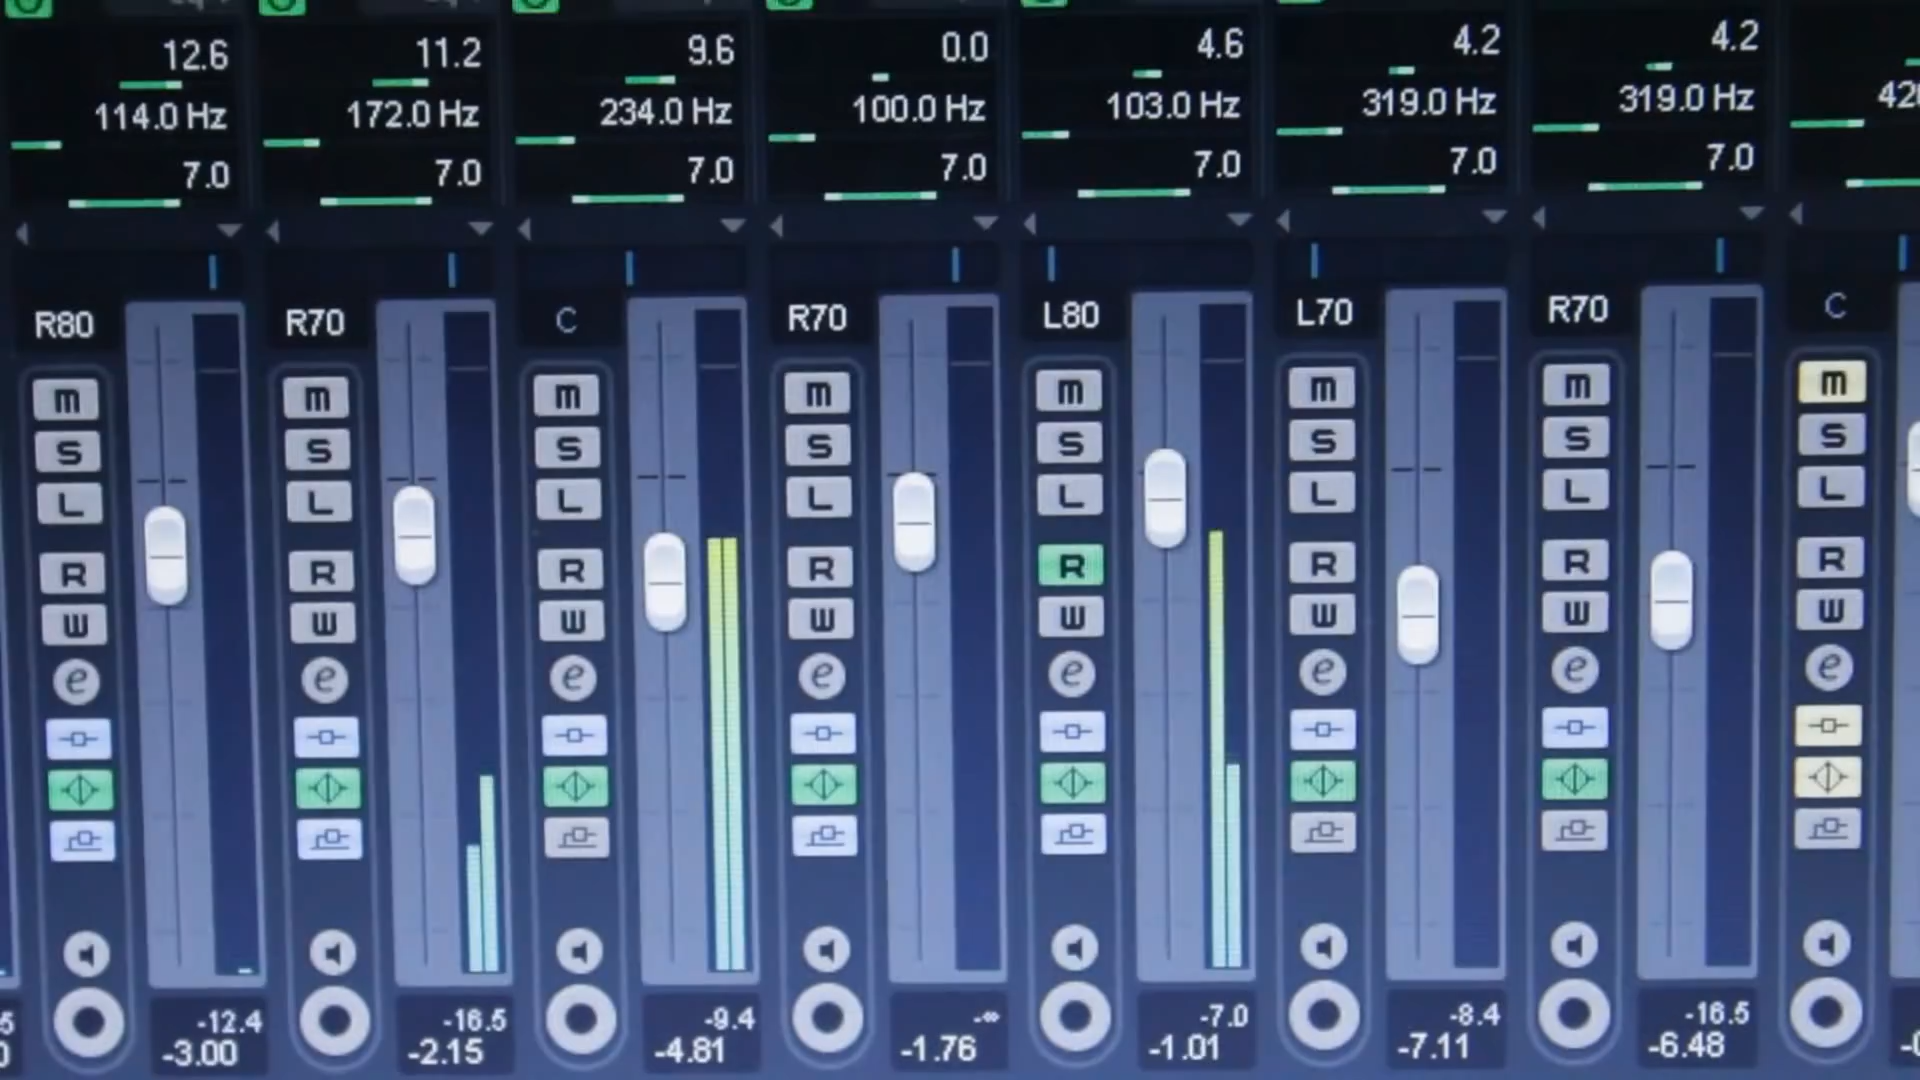 12.6 11.2 9.6 0.0 4.6 4.2 4.2
114.0 Hz 172.0 Hz 234.0 Hz 100.0 Hz 103.0 Hz 319.0 Hz 319.0 Hz 42
7.0 7.0 7.0 7.0 7.0 7.0 7.0
R80 R70 C R70 L80 L70 R70 C
m m m m m m m m
S S S S S S S S
L L L L L L L L
R R R R R R R R
W W W W W W W W
e e e e e e e e
5 -12.4 -16.5 -9.4 -∞ -7.0 -8.4 -16.5
0 -3.00 -2.15 -4.81 -1.76 -1.01 -7.11 -6.48